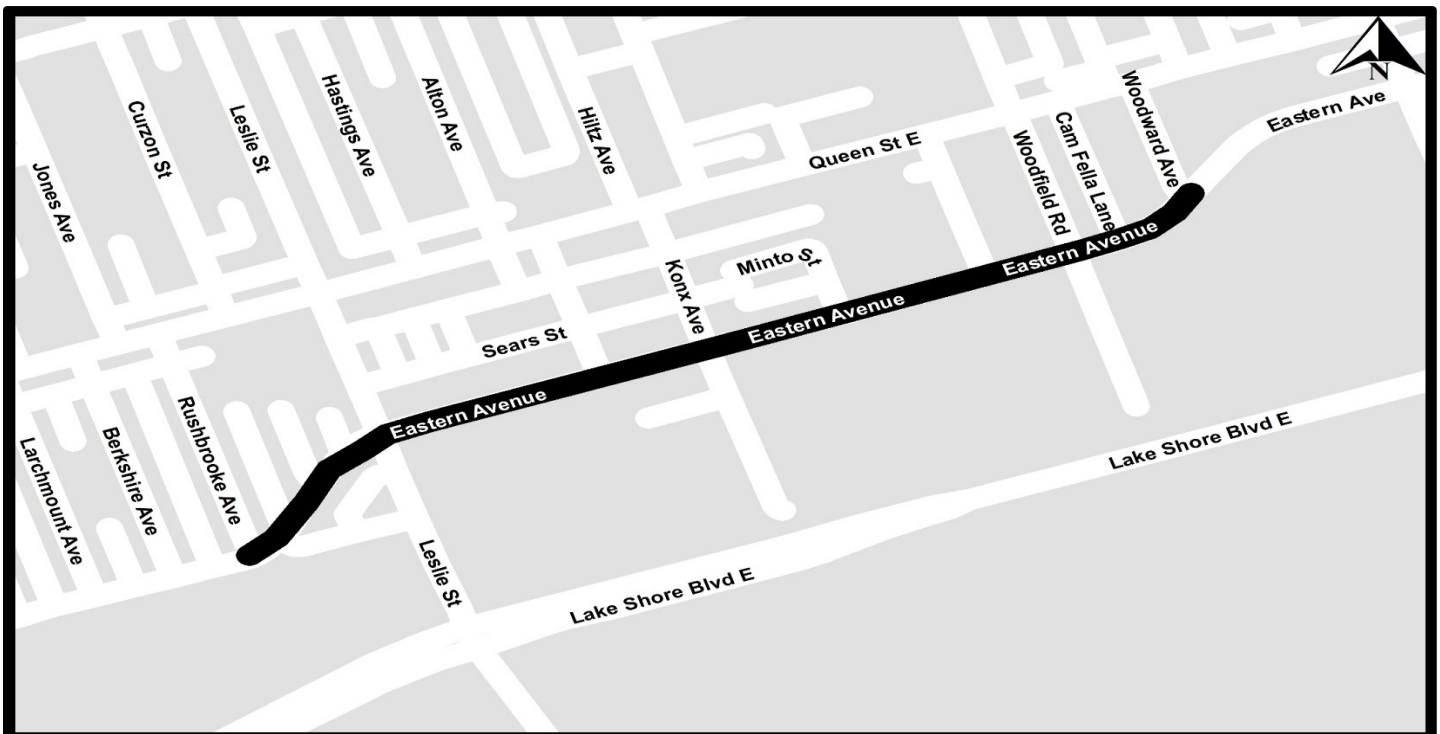 N
Eastern Ave
Woodward Ave
Cam Fella Lane
Woodfield Rd
Queen St E
Hiltz Ave
Alton Ave
Hastings Ave
Leslie St
Curzon St
Jones Ave
Minto St
Konx Ave
Sears St
Eastern Avenue
Eastern Avenue
Eastern Avenue
Rushbrooke Ave
Berkshire Ave
Larchmount Ave
Leslie St
Lake Shore Blvd E
Lake Shore Blvd E